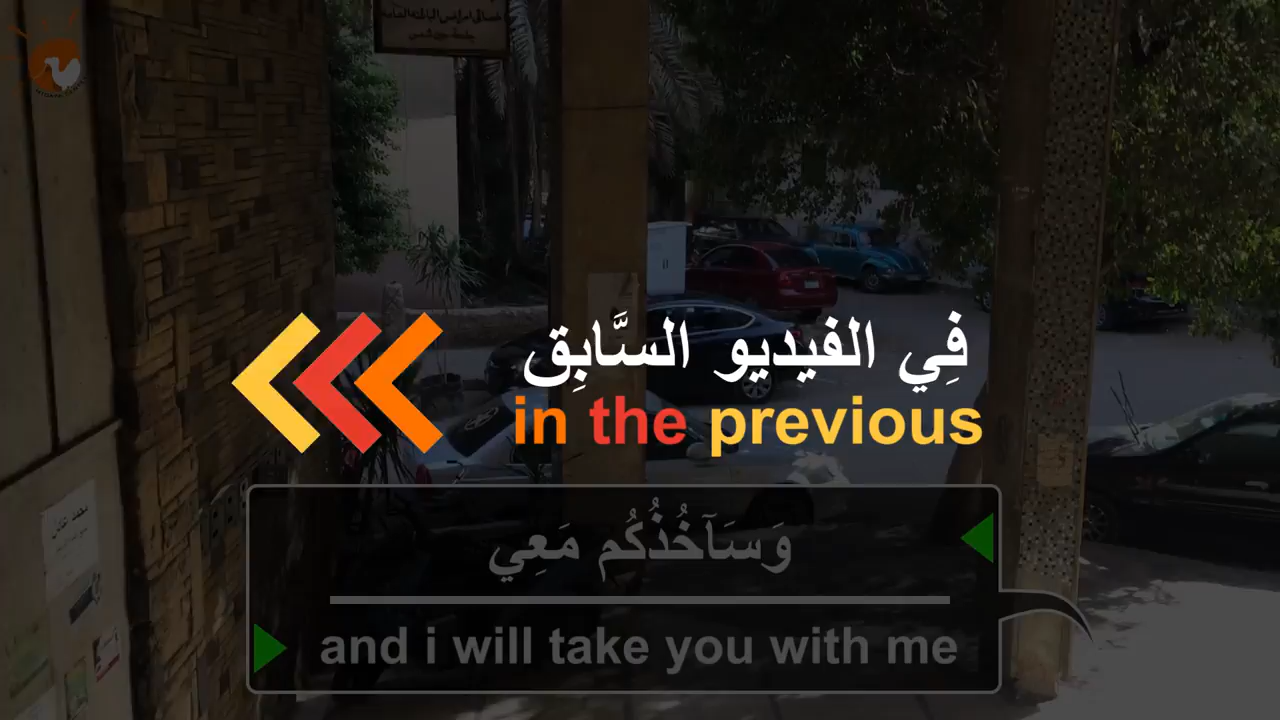 فِي الفيديو السَّابِق
in the previous
وَسَآخُذُكُم مَعِي
and i will take you with me